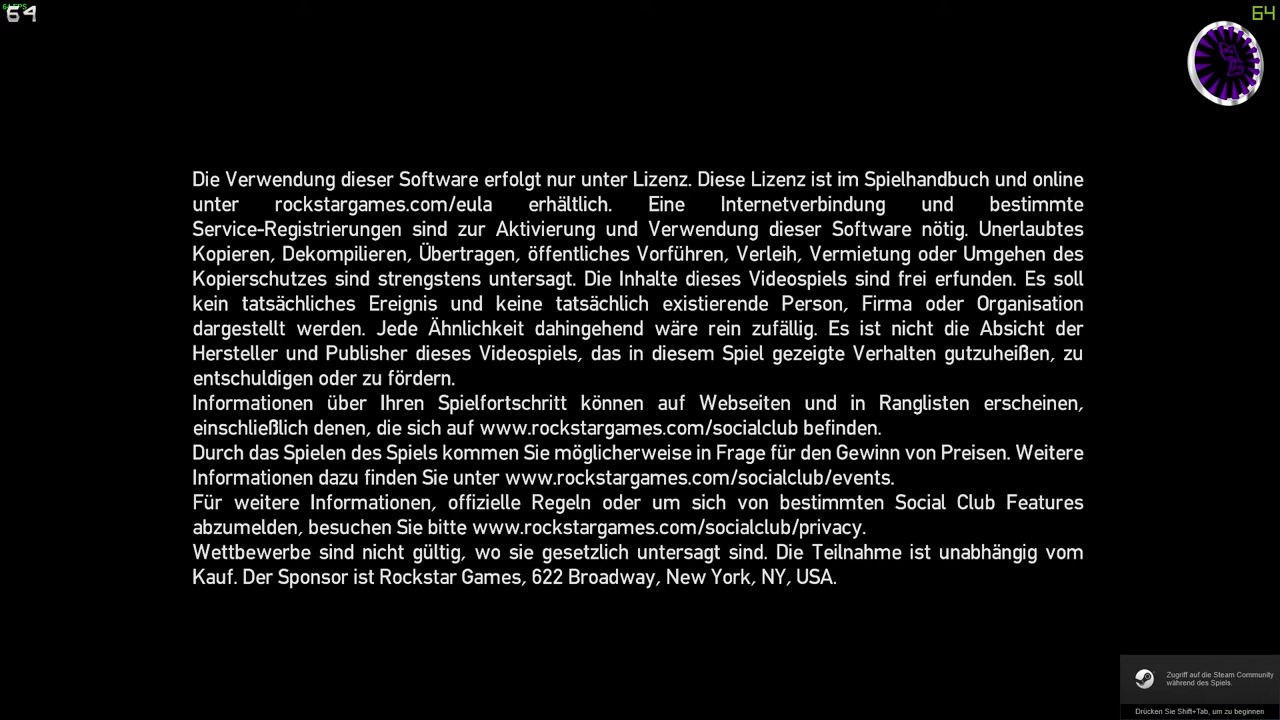 64 FPS
64
64
Die Verwendung dieser Software erfolgt nur unter Lizenz. Diese Lizenz ist im Spielhandbuch und online
unter rockstargames.com/eula erhältlich. Eine Internetverbindung und bestimmte
Service-Registrierungen sind zur Aktivierung und Verwendung dieser Software nötig. Unerlaubtes
Kopieren, Dekompilieren, Übertragen, öffentliches Vorführen, Verleih, Vermietung oder Umgehen des
Kopierschutzes sind strengstens untersagt. Die Inhalte dieses Videospiels sind frei erfunden. Es soll
kein tatsächliches Ereignis und keine tatsächlich existierende Person, Firma oder Organisation
dargestellt werden. Jede Ähnlichkeit dahingehend wäre rein zufällig. Es ist nicht die Absicht der
Hersteller und Publisher dieses Videospiels, das in diesem Spiel gezeigte Verhalten gutzuheißen, zu
entschuldigen oder zu fördern.
Informationen über Ihren Spielfortschritt können auf Webseiten und in Ranglisten erscheinen,
einschließlich denen, die sich auf www.rockstargames.com/socialclub befinden.
Durch das Spielen des Spiels kommen Sie möglicherweise in Frage für den Gewinn von Preisen. Weitere
Informationen dazu finden Sie unter www.rockstargames.com/socialclub/events.
Für weitere Informationen, offizielle Regeln oder um sich von bestimmten Social Club Features
abzumelden, besuchen Sie bitte www.rockstargames.com/socialclub/privacy.
Wettbewerbe sind nicht gültig, wo sie gesetzlich untersagt sind. Die Teilnahme ist unabhängig vom
Kauf. Der Sponsor ist Rockstar Games, 622 Broadway, New York, NY, USA.
Zugriff auf die Steam Community
während des Spiels.
Drücken Sie Shift+Tab, um zu beginnen